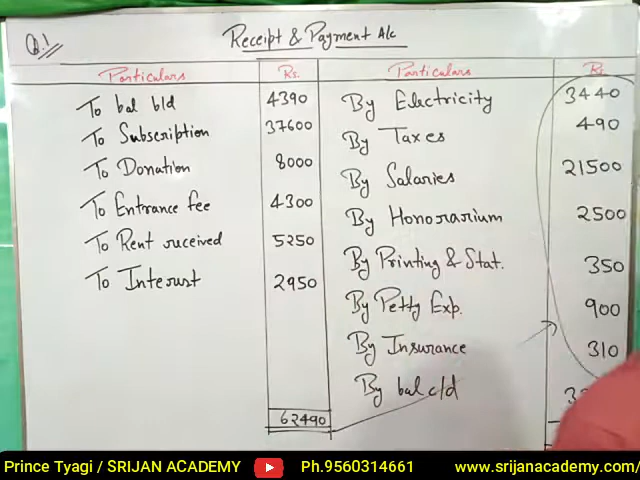 Q.1
Receipt & Payment A/c
Particulars Rs. Particulars Rs.
To bal b/d 4390 By Electricity 3440
To Subscription 37600 By Taxes 490
To Donation 8000 By Salaries 21500
To Entrance fee 4300 By Honorarium 2500
To Rent received 5250 By Printing & Stat. 350
To Interest 2950 By Petty Exp. 900
By Insurance 310
By bal c/d
62490
Prince Tyagi / SRIJAN ACADEMY Ph.9560314661 www.srijanacademy.com/